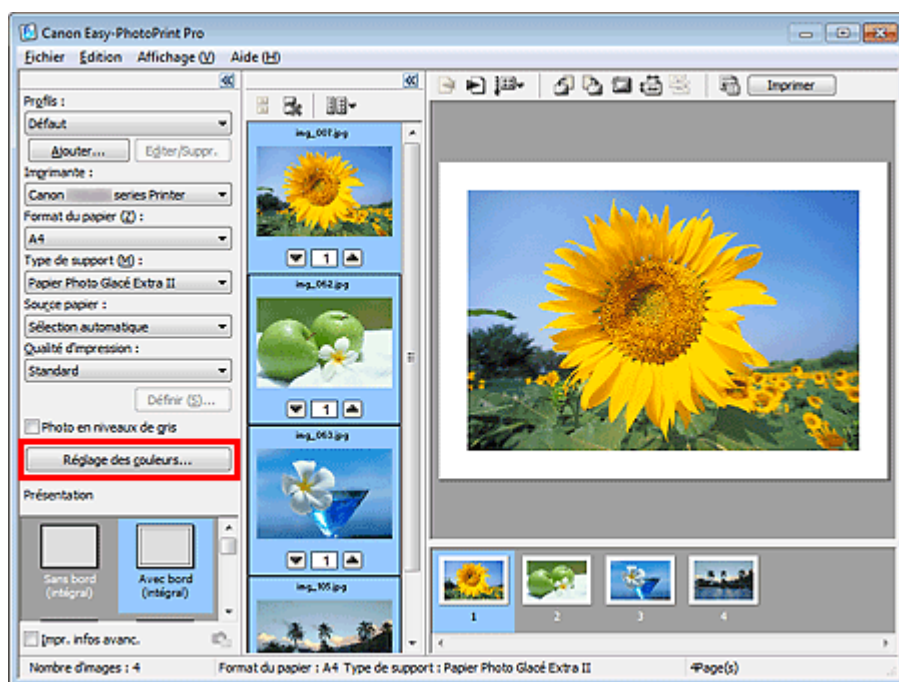 Canon Easy-PhotoPrint Pro
Fichier Édition Affichage (V) Aide (H)
Profils :
Défaut
Ajouter... Editer/Suppr.
Imprimante :
Canon series Printer
Format du papier (Z) :
A4
Type de support (M) :
Papier Photo Glacé Extra II
Source papier :
Sélection automatique
Qualité d'impression :
Standard
Définir (S)...
Photo en niveaux de gris
Réglage des couleurs...
Présentation
Sans bord (intégral)
Avec bord (intégral)
Impr. infos avanc.
img_007.jpg
1
img_052.jpg
1
img_053.jpg
1
img_105.jpg
Imprimer
1 2 3 4
Nombre d'images : 4 Format du papier : A4 Type de support : Papier Photo Glacé Extra II 4Page(s)